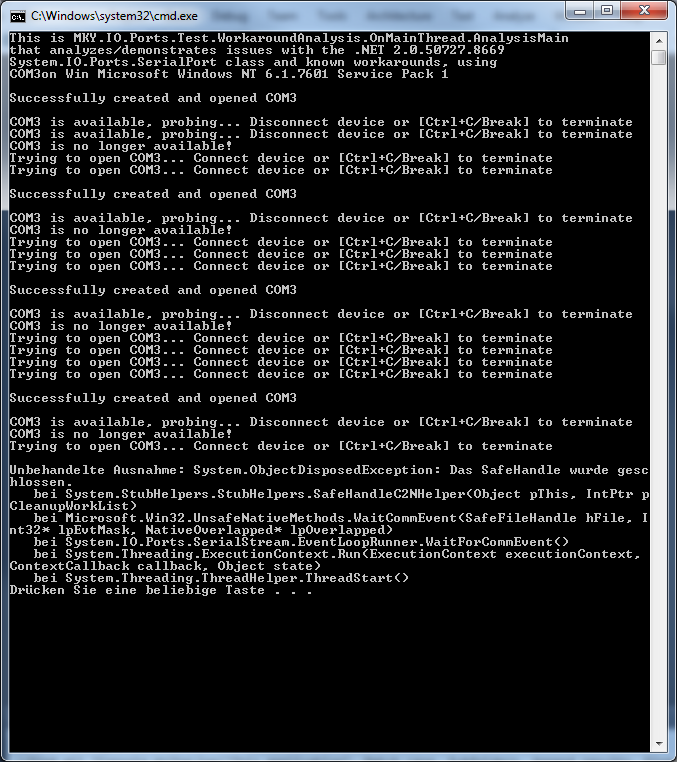 C:\Windows\system32\cmd.exe
This is MKY.IO.Ports.Test.WorkaroundAnalysis.OnMainThread.AnalysisMain
that analyzes/demonstrates issues with the .NET 2.0.50727.8669
System.IO.Ports.SerialPort class and known workarounds, using
COM3on Win Microsoft Windows NT 6.1.7601 Service Pack 1
Successfully created and opened COM3
COM3 is available, probing... Disconnect device or [Ctrl+C/Break] to terminate
COM3 is available, probing... Disconnect device or [Ctrl+C/Break] to terminate
COM3 is no longer available!
Trying to open COM3... Connect device or [Ctrl+C/Break] to terminate
Trying to open COM3... Connect device or [Ctrl+C/Break] to terminate
Successfully created and opened COM3
COM3 is available, probing... Disconnect device or [Ctrl+C/Break] to terminate
COM3 is no longer available!
Trying to open COM3... Connect device or [Ctrl+C/Break] to terminate
Trying to open COM3... Connect device or [Ctrl+C/Break] to terminate
Trying to open COM3... Connect device or [Ctrl+C/Break] to terminate
Successfully created and opened COM3
COM3 is available, probing... Disconnect device or [Ctrl+C/Break] to terminate
COM3 is no longer available!
Trying to open COM3... Connect device or [Ctrl+C/Break] to terminate
Trying to open COM3... Connect device or [Ctrl+C/Break] to terminate
Trying to open COM3... Connect device or [Ctrl+C/Break] to terminate
Trying to open COM3... Connect device or [Ctrl+C/Break] to terminate
Successfully created and opened COM3
COM3 is available, probing... Disconnect device or [Ctrl+C/Break] to terminate
COM3 is no longer available!
Trying to open COM3... Connect device or [Ctrl+C/Break] to terminate
Unbehandelte Ausnahme: System.ObjectDisposedException: Das SafeHandle wurde gesc
hlossen.
   bei System.StubHelpers.StubHelpers.SafeHandleC2NHelper(Object pThis, IntPtr p
CleanupWorkList)
   bei Microsoft.Win32.UnsafeNativeMethods.WaitCommEvent(SafeFileHandle hFile, I
nt32* lpEvtMask, NativeOverlapped* lpOverlapped)
   bei System.IO.Ports.SerialStream.EventLoopRunner.WaitForCommEvent()
   bei System.Threading.ExecutionContext.Run(ExecutionContext executionContext,
ContextCallback callback, Object state)
   bei System.Threading.ThreadHelper.ThreadStart()
Drücken Sie eine beliebige Taste . . .